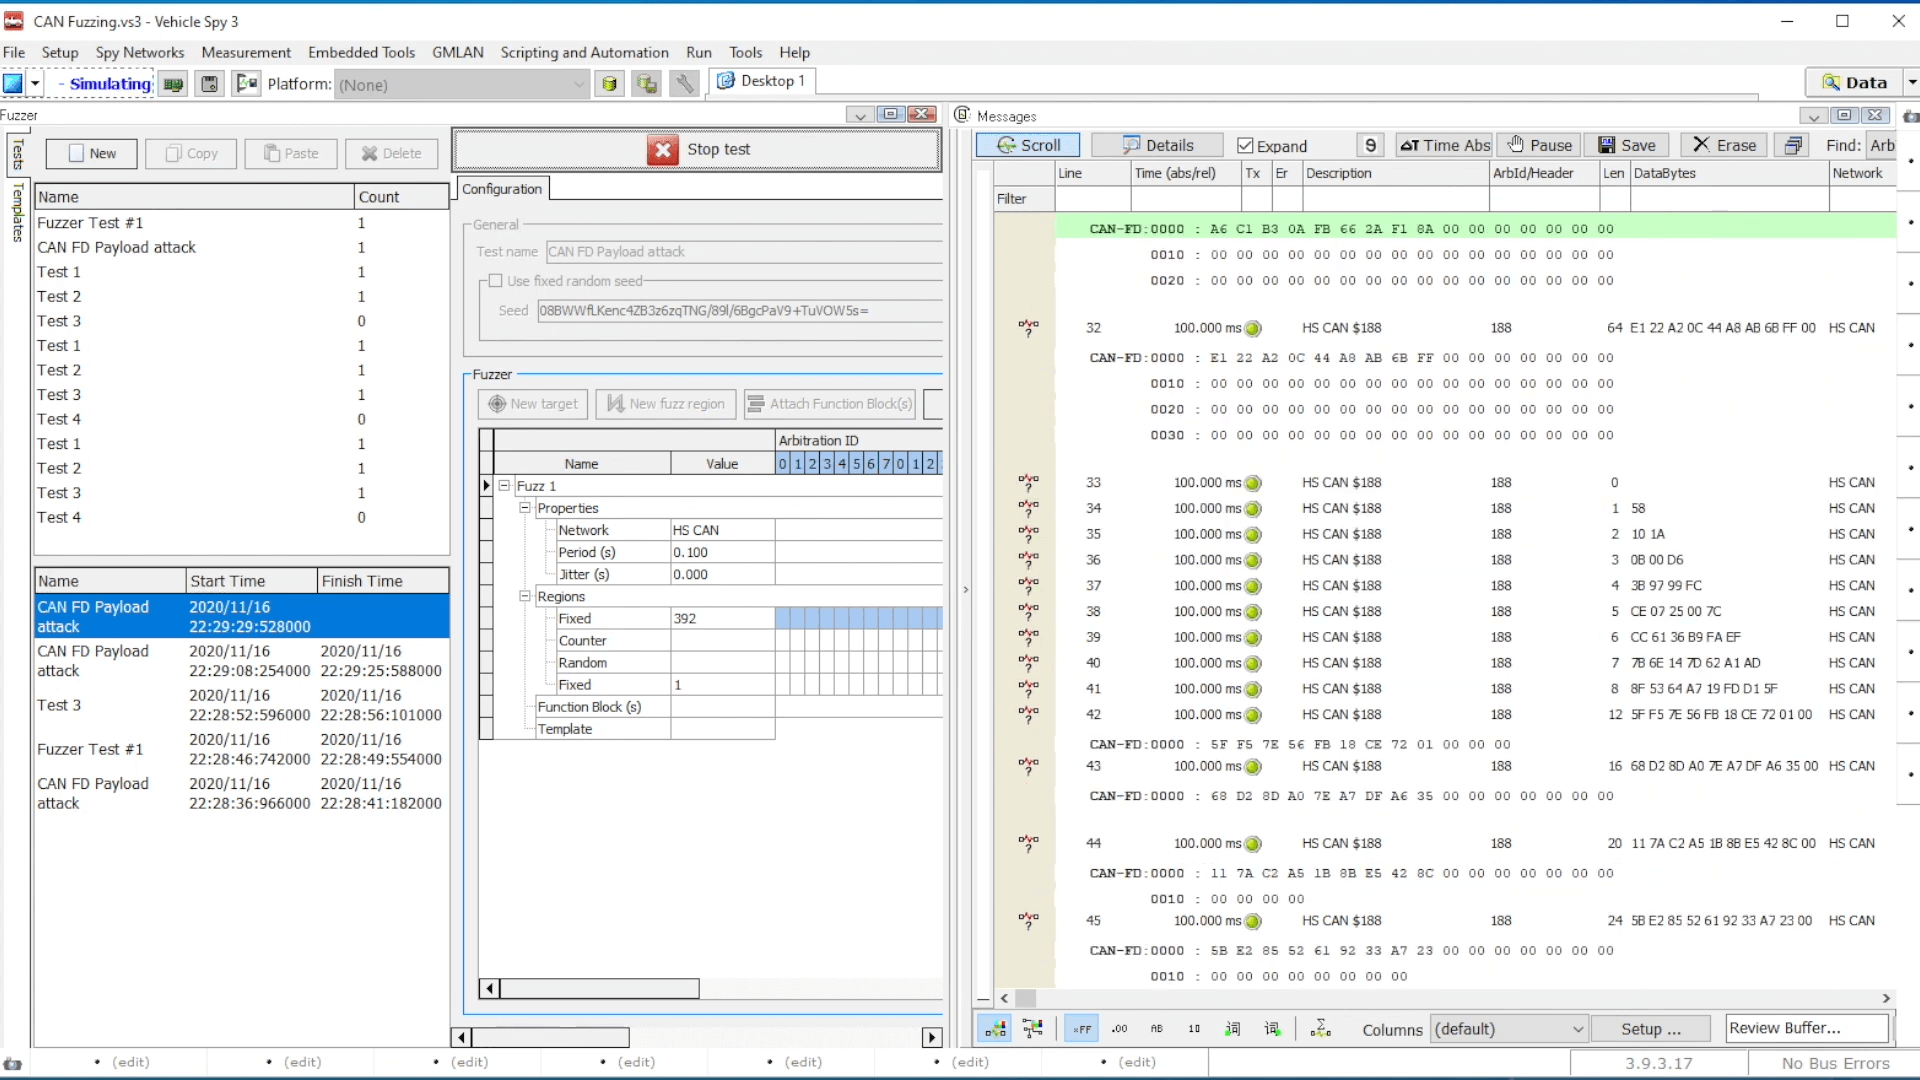 CAN Fuzzing.vs3 - Vehicle Spy 3
File Setup Spy Networks Measurement Embedded Tools GMLAN Scripting and Automation Run Tools Help
- Simulating Platform: (None) Desktop 1 Data
Fuzzer
Tests
Templates
New Copy Paste Delete
Name Count
Fuzzer Test #1 1
CAN FD Payload attack 1
Test 1 1
Test 2 1
Test 3 0
Test 1 1
Test 2 1
Test 3 1
Test 4 0
Test 1 1
Test 2 1
Test 3 1
Test 4 0
Name Start Time Finish Time
CAN FD Payload attack 2020/11/16 22:29:29:528000
CAN FD Payload attack 2020/11/16 22:29:08:254000 2020/11/16 22:29:25:588000
Test 3 2020/11/16 22:28:52:596000 2020/11/16 22:28:56:101000
Fuzzer Test #1 2020/11/16 22:28:46:742000 2020/11/16 22:28:49:554000
CAN FD Payload attack 2020/11/16 22:28:36:966000 2020/11/16 22:28:41:182000
Stop test
Configuration
General
Test name CAN FD Payload attack
Use fixed random seed
Seed
Fuzzer
New target New fuzz region Attach Function Block(s)
Arbitration ID
Name Value 0 1 2 3 4 5 6 7 0 1 2
Fuzz 1
Properties
Network HS CAN
Period (s) 0.100
Jitter (s) 0.000
Regions
Fixed 392
Counter
Random
Fixed 1
Function Block (s)
Template
Messages
Scroll Details Expand 9 ΔT Time Abs Pause Save Erase Find: Arb
Line Time (abs/rel) Tx Er Description ArbId/Header Len DataBytes Network
Filter
CAN-FD:0000 : A6 C1 B3 0A FB 66 2A F1 8A 00 00 00 00 00 00 00
0010 : 00 00 00 00 00 00 00 00 00 00 00 00 00 00 00 00
0020 : 00 00 00 00 00 00 00 00 00 00 00 00 00 00 00 00
32 100.000 ms HS CAN $188 188 64 E1 22 A2 0C 44 A8 AB 6B FF 00 HS CAN
CAN-FD:0000 : E1 22 A2 0C 44 A8 AB 6B FF 00 00 00 00 00 00 00
0010 : 00 00 00 00 00 00 00 00 00 00 00 00 00 00 00 00
0020 : 00 00 00 00 00 00 00 00 00 00 00 00 00 00 00 00
0030 : 00 00 00 00 00 00 00 00 00 00 00 00 00 00 00 00
33 100.000 ms HS CAN $188 188 0 HS CAN
34 100.000 ms HS CAN $188 188 1 58 HS CAN
35 100.000 ms HS CAN $188 188 2 10 1A HS CAN
36 100.000 ms HS CAN $188 188 3 0B 00 D6 HS CAN
37 100.000 ms HS CAN $188 188 4 3B 97 99 FC HS CAN
38 100.000 ms HS CAN $188 188 5 CE 07 25 00 7C HS CAN
39 100.000 ms HS CAN $188 188 6 CC 61 36 B9 FA EF HS CAN
40 100.000 ms HS CAN $188 188 7 7B 6E 14 7D 62 A1 AD HS CAN
41 100.000 ms HS CAN $188 188 8 8F 53 64 A7 19 FD D1 5F HS CAN
42 100.000 ms HS CAN $188 188 12 5F F5 7E 56 FB 18 CE 72 01 00 HS CAN
CAN-FD:0000 : 5F F5 7E 56 FB 18 CE 72 01 00 00 00
43 100.000 ms HS CAN $188 188 16 68 D2 8D A0 7E A7 DF A6 35 00 HS CAN
CAN-FD:0000 : 68 D2 8D A0 7E A7 DF A6 35 00 00 00 00 00 00 00
44 100.000 ms HS CAN $188 188 20 11 7A C2 A5 1B 8B E5 42 8C 00 HS CAN
CAN-FD:0000 : 11 7A C2 A5 1B 8B E5 42 8C 00 00 00 00 00 00 00
0010 : 00 00 00 00
45 100.000 ms HS CAN $188 188 24 5B E2 85 52 61 92 33 A7 23 00 HS CAN
CAN-FD:0000 : 5B E2 85 52 61 92 33 A7 23 00 00 00 00 00 00 00
0010 : 00 00 00 00 00 00 00 00
=FF .00 AB 10 Columns (default) Setup ... Review Buffer...
(edit) (edit) (edit) (edit) (edit) (edit) (edit) 3.9.3.17 No Bus Errors